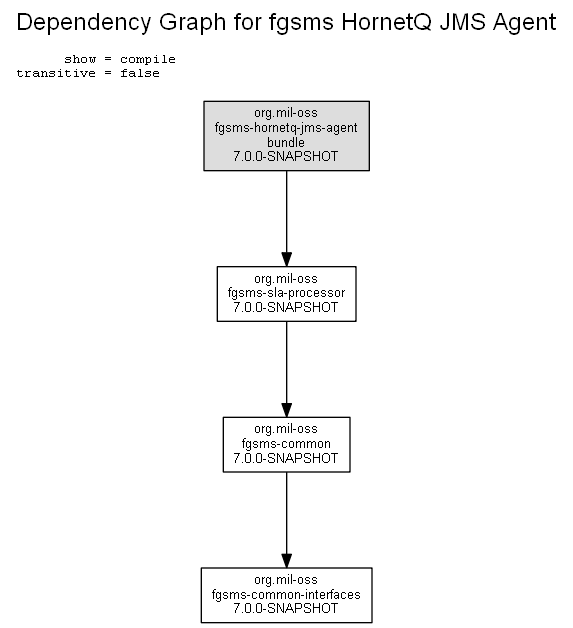 Dependency Graph for fgsms HornetQ JMS Agent
show = compile
transitive = false
org.mil-oss
fgsms-hornetq-jms-agent
bundle
7.0.0-SNAPSHOT
org.mil-oss
fgsms-sla-processor
7.0.0-SNAPSHOT
org.mil-oss
fgsms-common
7.0.0-SNAPSHOT
org.mil-oss
fgsms-common-interfaces
7.0.0-SNAPSHOT